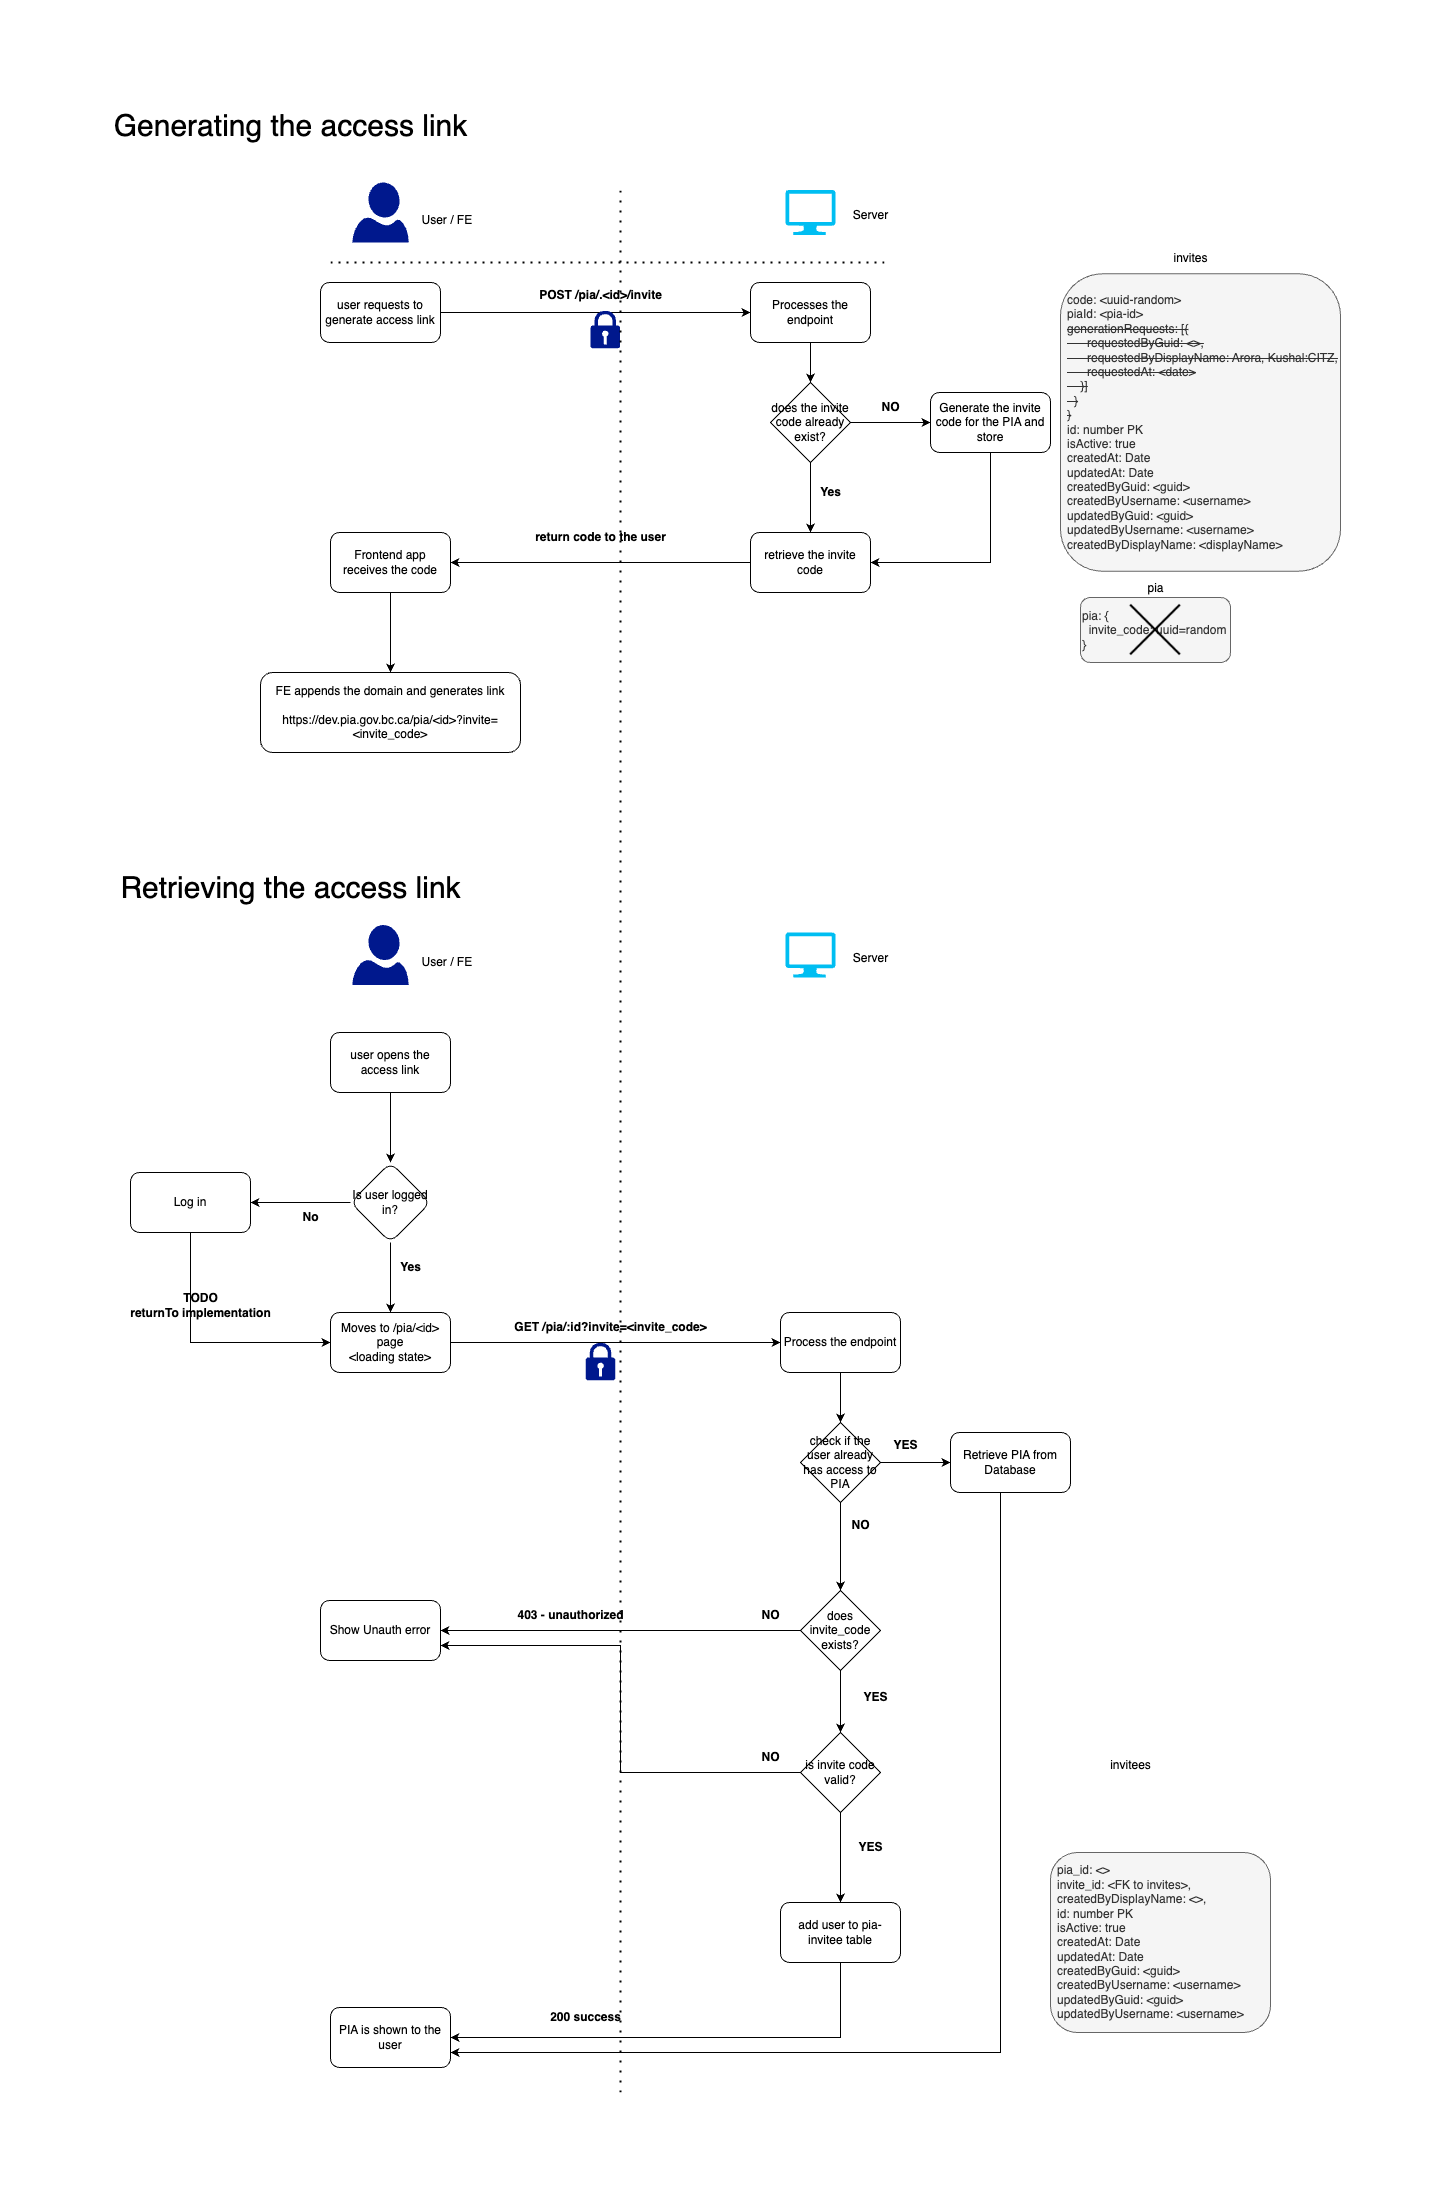 Generating the access link
User / FE
Server
invites
user requests to
generate access link
POST /pia/.<id>/invite
Processes the
endpoint
code: <uuid-random>
piaId: <pia-id>
generationRequests: [{
requestedByGuid: <>,
requestedByDisplayName: Arora, Kushal:CITZ,
requestedAt: <date>
}]
}
}
id: number PK
isActive: true
createdAt: Date
updatedAt: Date
createdByGuid: <guid>
createdByUsername: <username>
updatedByGuid: <guid>
updatedByUsername: <username>
createdByDisplayName: <displayName>
does the invite
code already
exist?
NO
Generate the invite
code for the PIA and
store
Yes
return code to the user
Frontend app
receives the code
retrieve the invite
code
pia
pia: {
invite_code: uuid=random
}
FE appends the domain and generates link
https://dev.pia.gov.bc.ca/pia/<id>?invite=
<invite_code>
Retrieving the access link
User / FE
Server
user opens the
access link
Is user logged
in?
No
Log in
Yes
TODO
returnTo implementation
Moves to /pia/<id>
page
<loading state>
GET /pia/:id?invite=<invite_code>
Process the endpoint
check if the
user already
has access to
PIA
YES
Retrieve PIA from
Database
NO
does
invite_code
exists?
NO
403 - unauthorized
Show Unauth error
YES
is invite code
valid?
NO
invitees
YES
pia_id: <>
invite_id: <FK to invites>,
createdByDisplayName: <>,
id: number PK
isActive: true
createdAt: Date
updatedAt: Date
createdByGuid: <guid>
createdByUsername: <username>
updatedByGuid: <guid>
updatedByUsername: <username>
add user to pia-
invitee table
200 success
PIA is shown to the
user